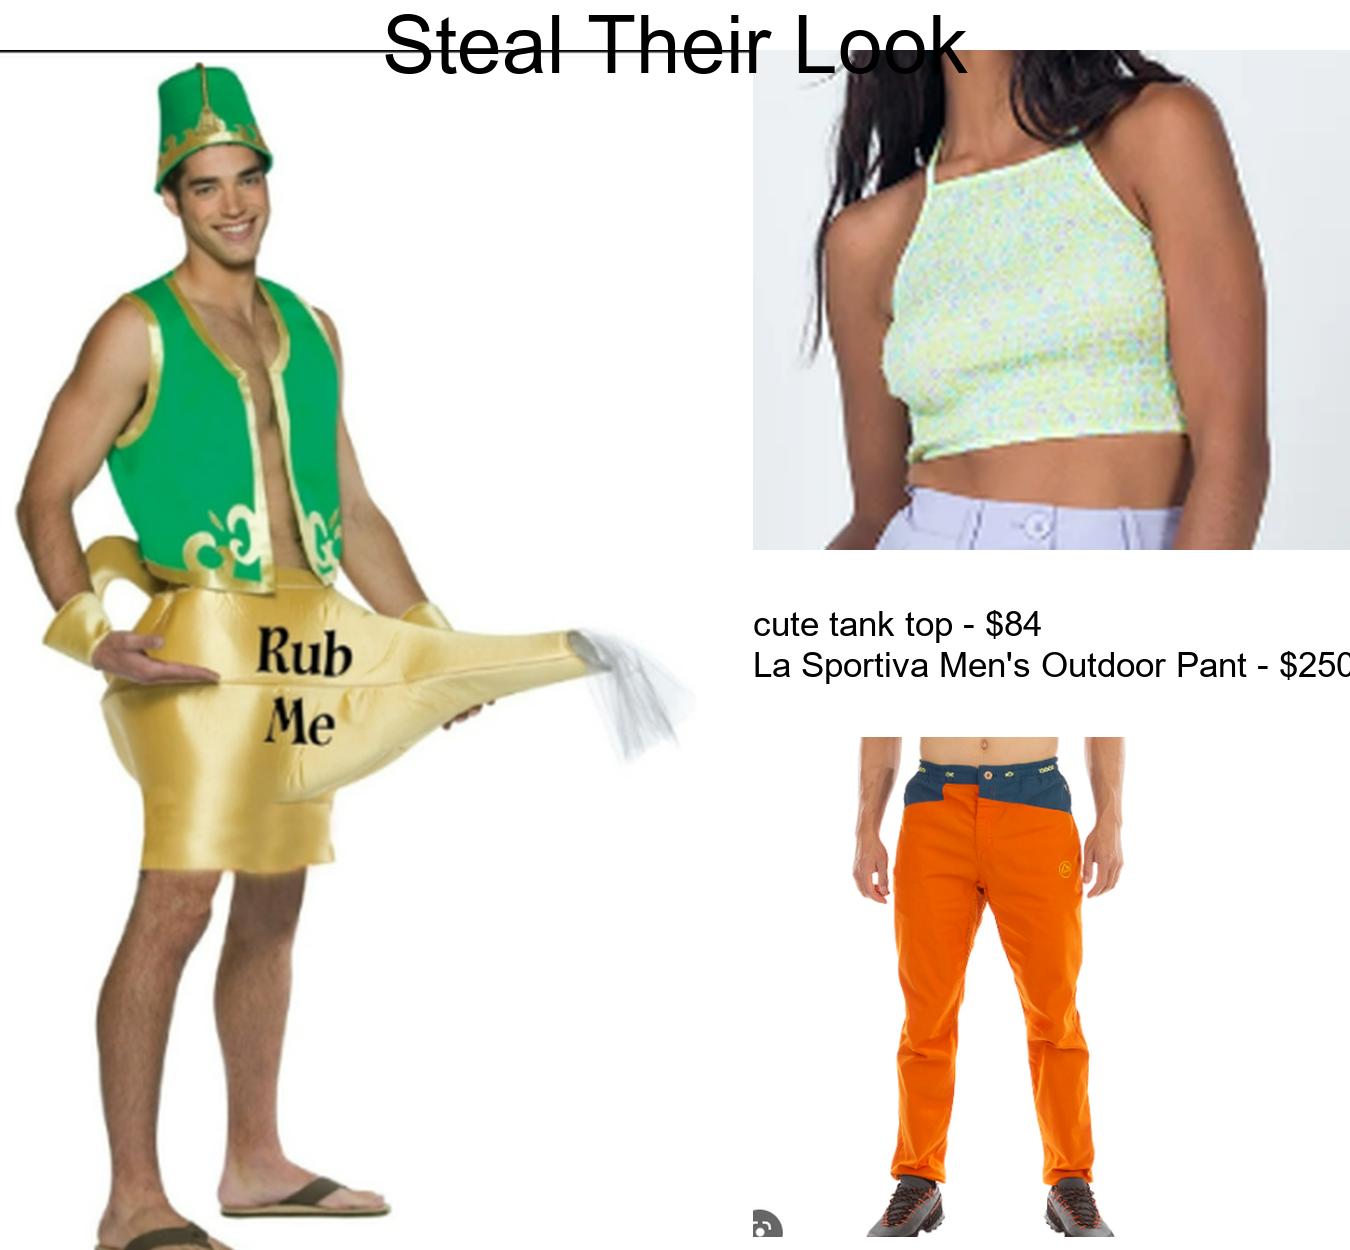 Steal Their Look
Rub
Me
cute tank top - $84
La Sportiva Men's Outdoor Pant - $250